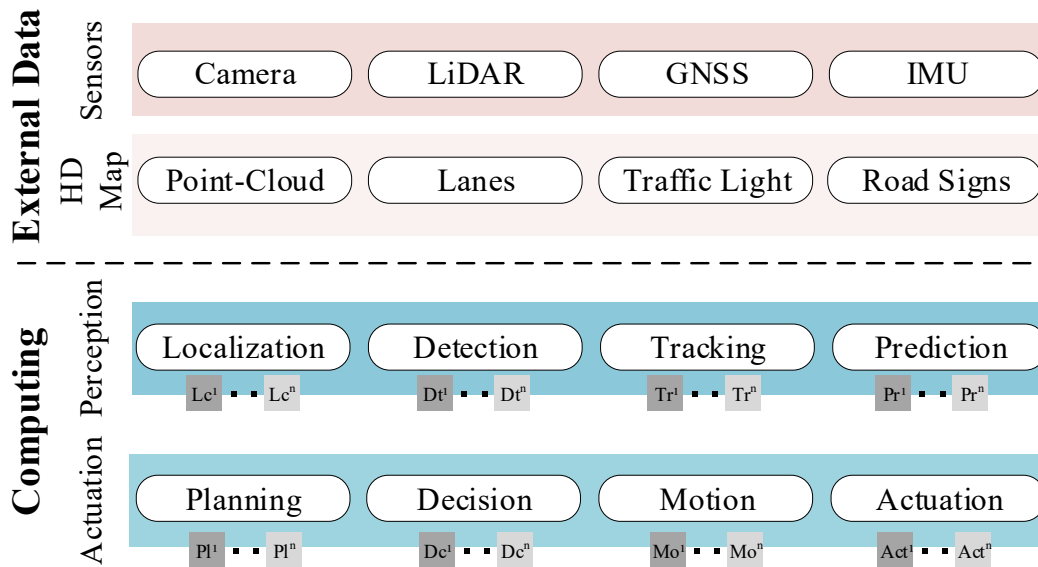 External Data
Sensors
Camera
LiDAR
GNSS
IMU
HD
Map
Point-Cloud
Lanes
Traffic Light
Road Signs
Computing
Perception
Localization
Detection
Tracking
Prediction
Lc¹ Lcⁿ
Dt¹ Dtⁿ
Tr¹ Trⁿ
Pr¹ Prⁿ
Actuation
Planning
Decision
Motion
Actuation
Pl¹ Plⁿ
Dc¹ Dcⁿ
Mo¹ Moⁿ
Act¹ Actⁿ